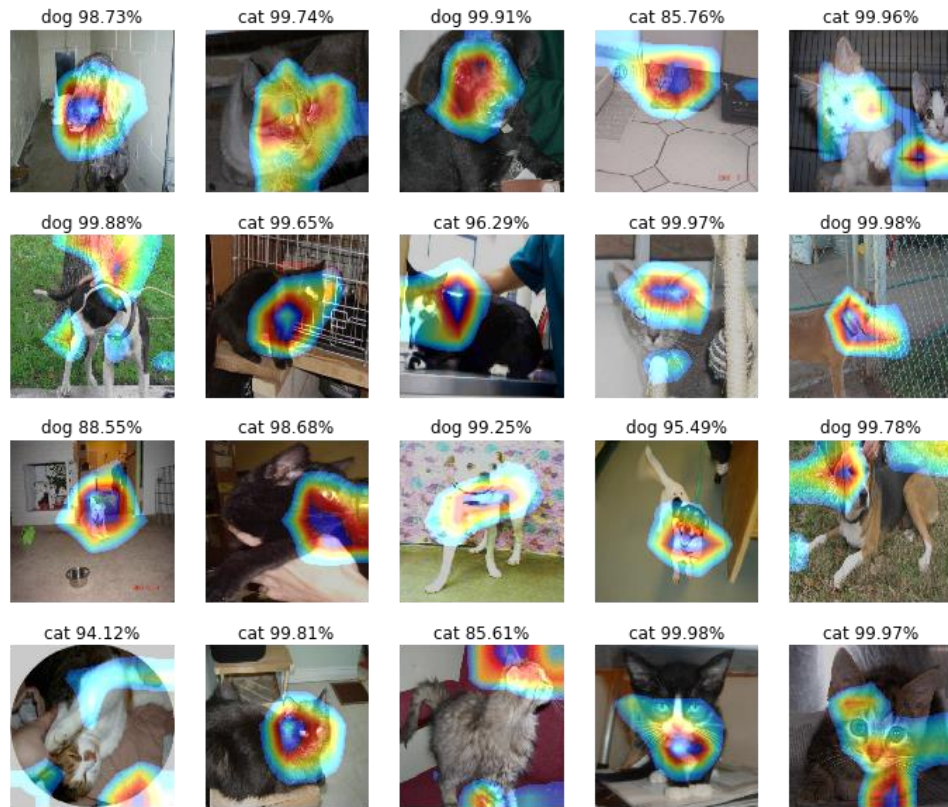 dog 98.73% cat 99.74% dog 99.91% cat 85.76% cat 99.96%
dog 99.88% cat 99.65% cat 96.29% cat 99.97% dog 99.98%
dog 88.55% cat 98.68% dog 99.25% dog 95.49% dog 99.78%
cat 94.12% cat 99.81% cat 85.61% cat 99.98% cat 99.97%